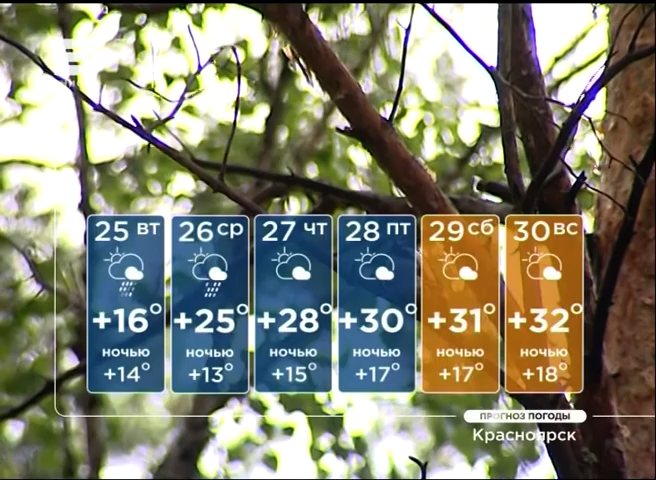 25 вт
26 ср
27 чт
28 пт
29 сб
30 вс
+16° +25° +28° +30° +31° +32°
ночью ночью ночью ночью ночью ночью
+14° +13° +15° +17° +17° +18°
ПРОГНОЗ ПОГОДЫ
Красноярск